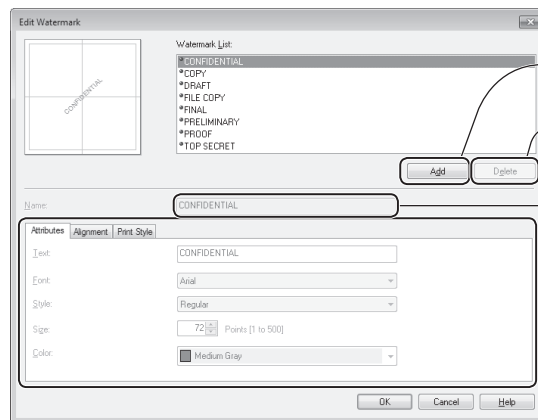 Edit Watermark
Watermark List:
CONFIDENTIAL
CONFIDENTIAL
COPY
DRAFT
FILE COPY
FINAL
PRELIMINARY
PROOF
TOP SECRET
Add Delete
Name: CONFIDENTIAL
Attributes Alignment Print Style
Text: CONFIDENTIAL
Font: Arial
Style: Regular
Size: 72 Points [1 to 500]
Color: Medium Gray
OK Cancel Help